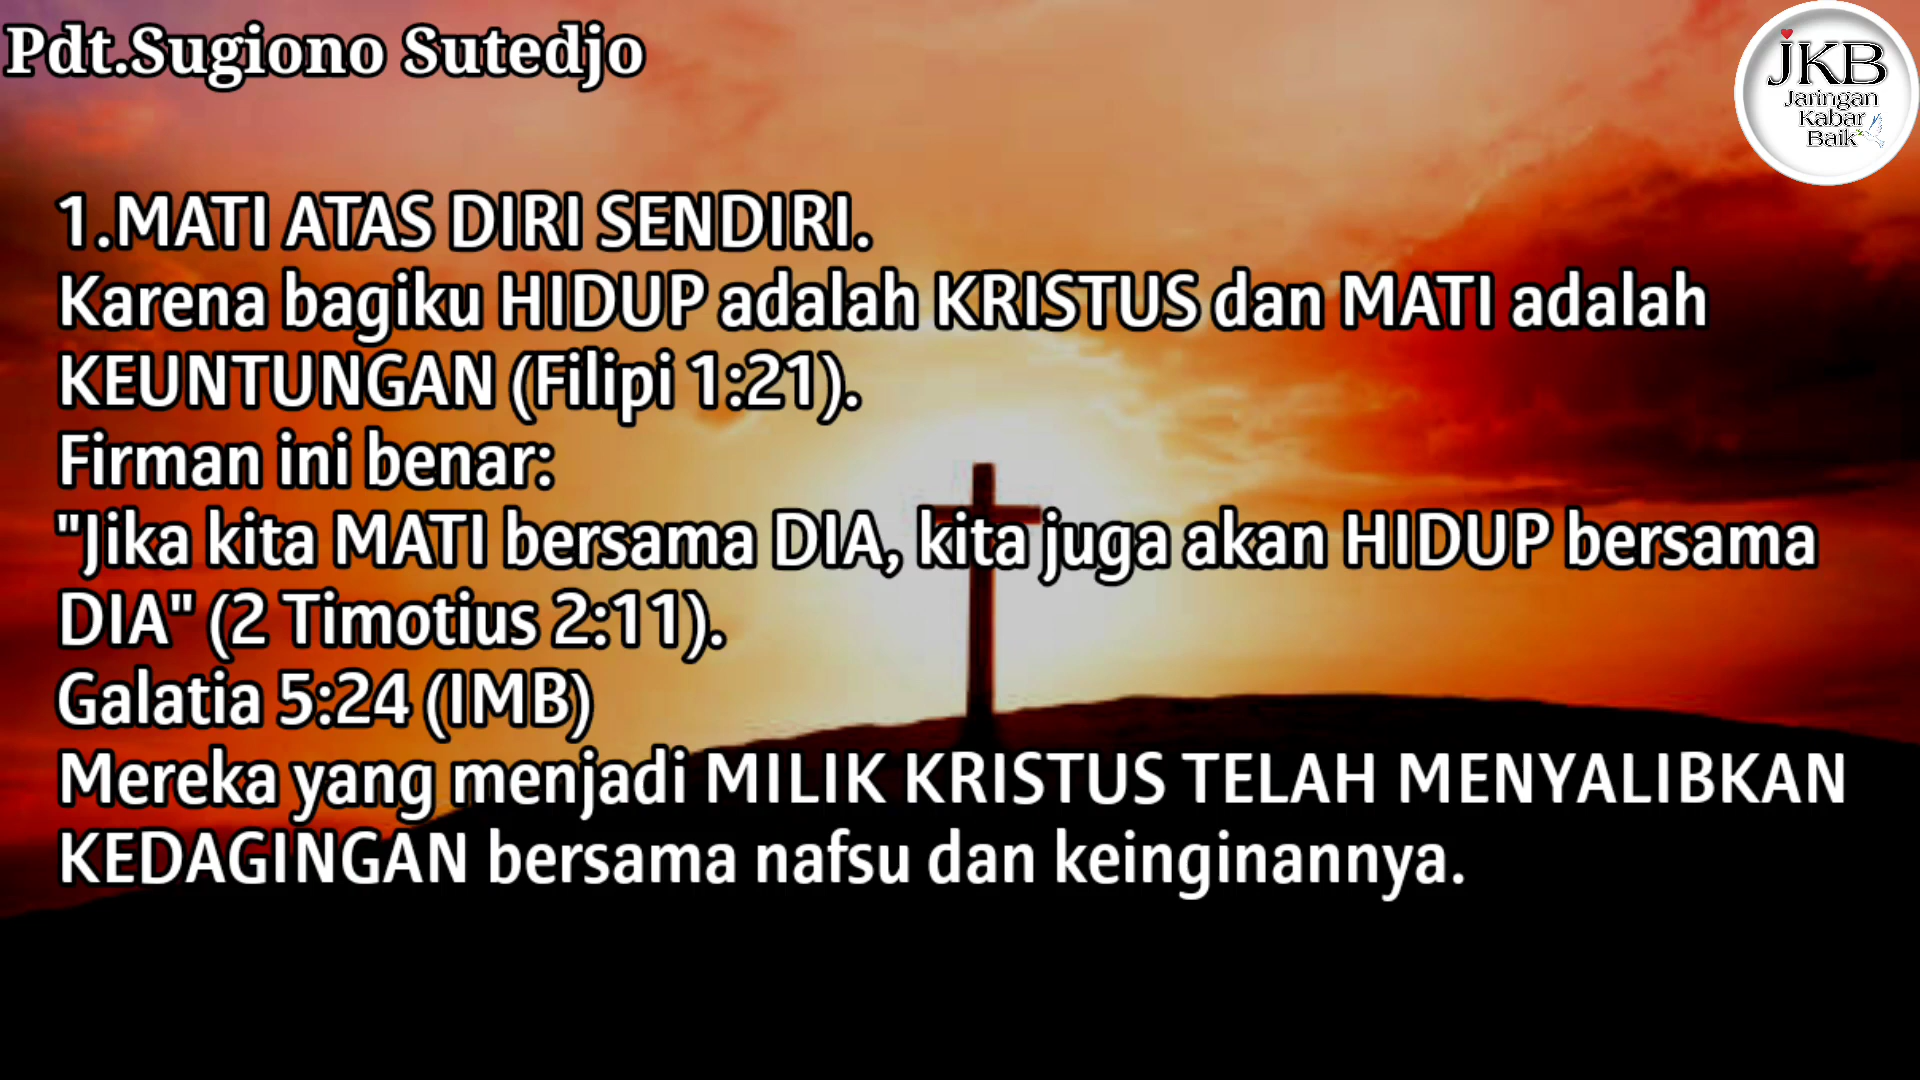 Pdt.Sugiono Sutedjo
JKB
Jaringan
Kabar
Baik
1.MATI ATAS DIRI SENDIRI.
Karena bagiku HIDUP adalah KRISTUS dan MATI adalah
KEUNTUNGAN (Filipi 1:21).
Firman ini benar:
"Jika kita MATI bersama DIA, kita juga akan HIDUP bersama
DIA" (2 Timotius 2:11).
Galatia 5:24 (IMB)
Mereka yang menjadi MILIK KRISTUS TELAH MENYALIBKAN
KEDAGINGAN bersama nafsu dan keinginannya.